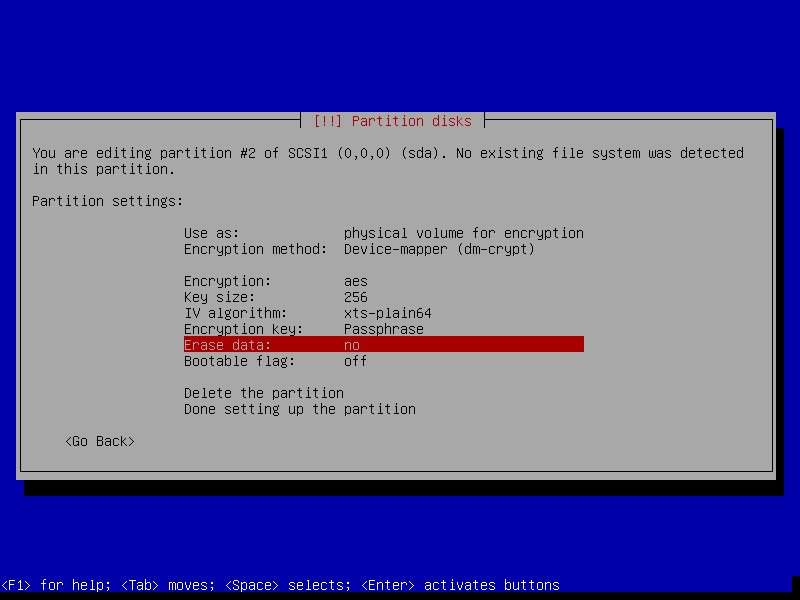 [!!] Partition disks
You are editing partition #2 of SCSI1 (0,0,0) (sda). No existing file system was detected
in this partition.
Partition settings:
Use as: physical volume for encryption
Encryption method: Device-mapper (dm-crypt)
Encryption: aes
Key size: 256
IV algorithm: xts-plain64
Encryption key: Passphrase
Erase data: no
Bootable flag: off
Delete the partition
Done setting up the partition
<Go Back>
<F1> for help; <Tab> moves; <Space> selects; <Enter> activates buttons